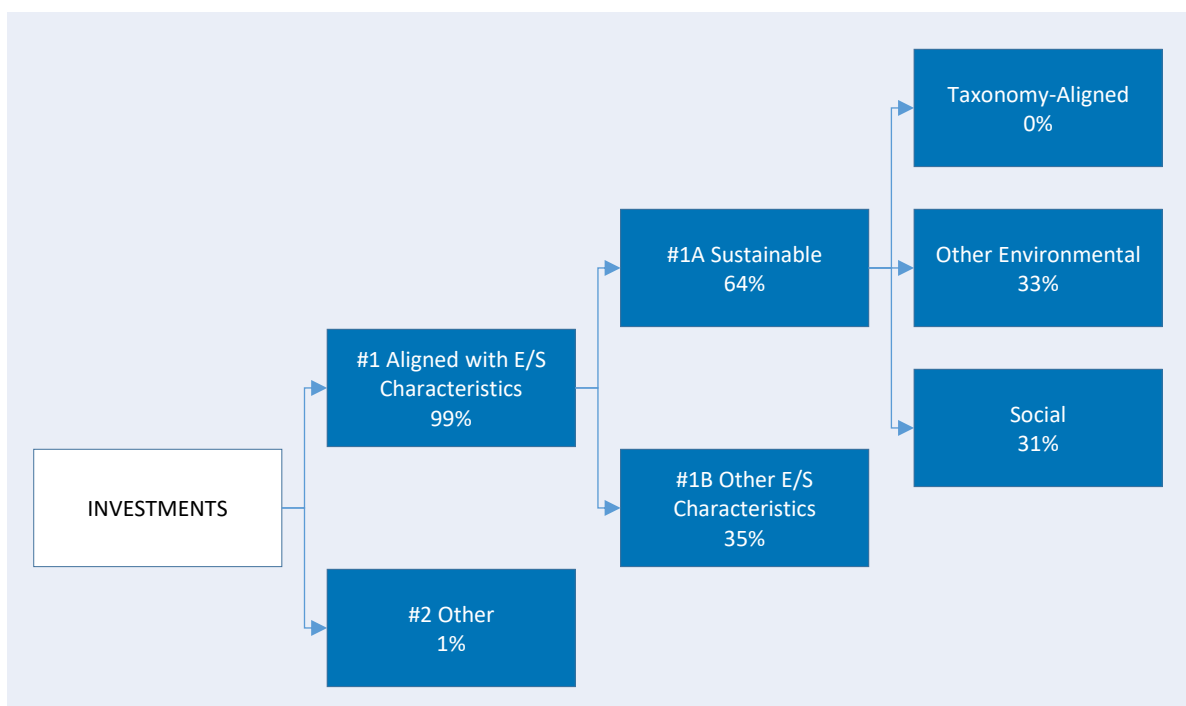 INVESTMENTS
#1 Aligned with E/S
Characteristics
99%
#2 Other
1%
#1A Sustainable
64%
#1B Other E/S
Characteristics
35%
Taxonomy-Aligned
0%
Other Environmental
33%
Social
31%